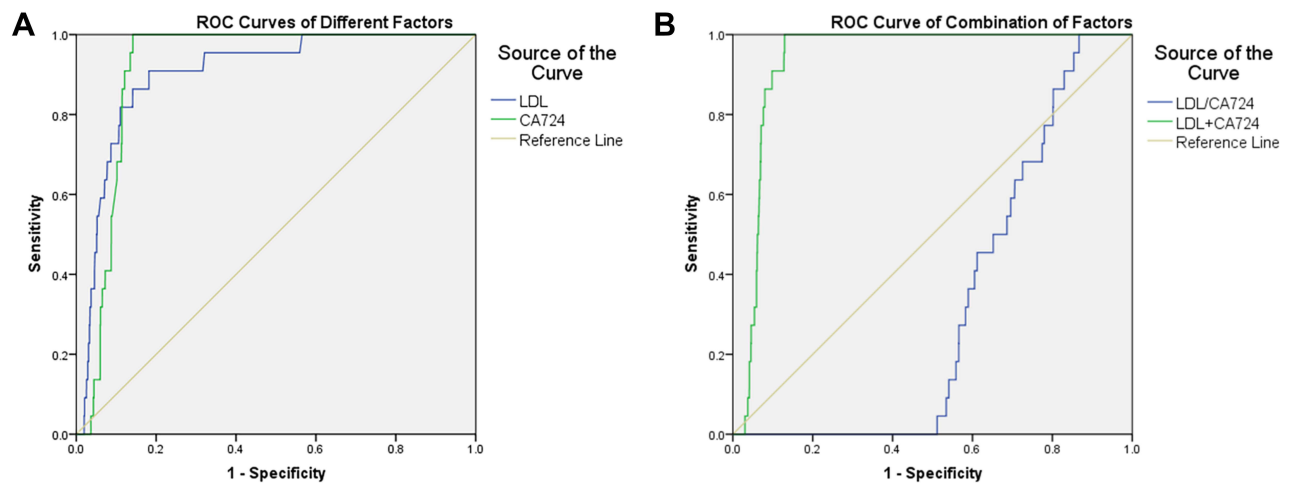 A
ROC Curves of Different Factors
1.0
0.8
0.6
0.4
0.2
0.0
Sensitivity
0.0 0.2 0.4 0.6 0.8 1.0
1 - Specificity
Source of the
Curve
LDL
CA724
Reference Line
B
ROC Curve of Combination of Factors
1.0
0.8
0.6
0.4
0.2
0.0
Sensitivity
0.0 0.2 0.4 0.6 0.8 1.0
1 - Specificity
Source of the
Curve
LDL/CA724
LDL+CA724
Reference Line